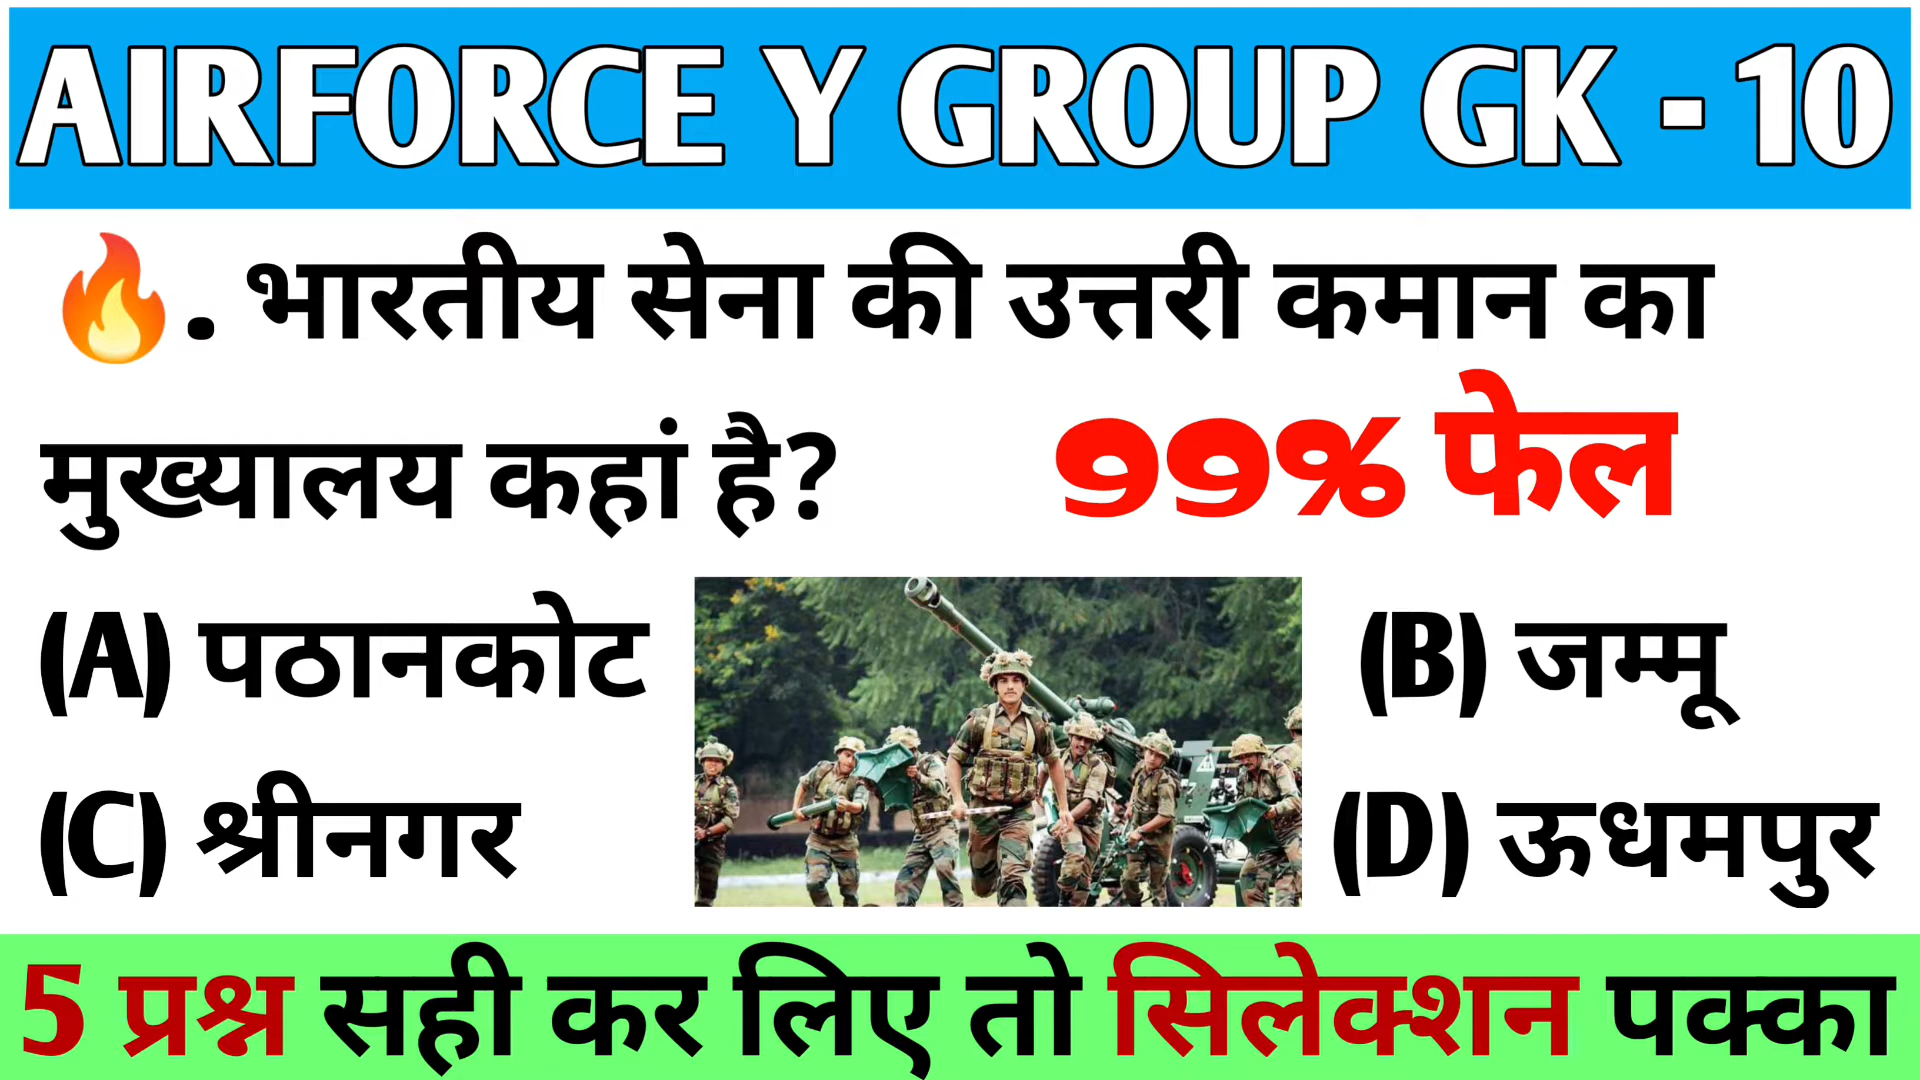 AIRFORCE Y GROUP GK - 10
. भारतीय सेना की उत्तरी कमान का
मुख्यालय कहां है?
99% फेल
(A) पठानकोट
(B) जम्मू
(C) श्रीनगर
(D) ऊधमपुर
5 प्रश्न सही कर लिए तो सिलेक्शन पक्का